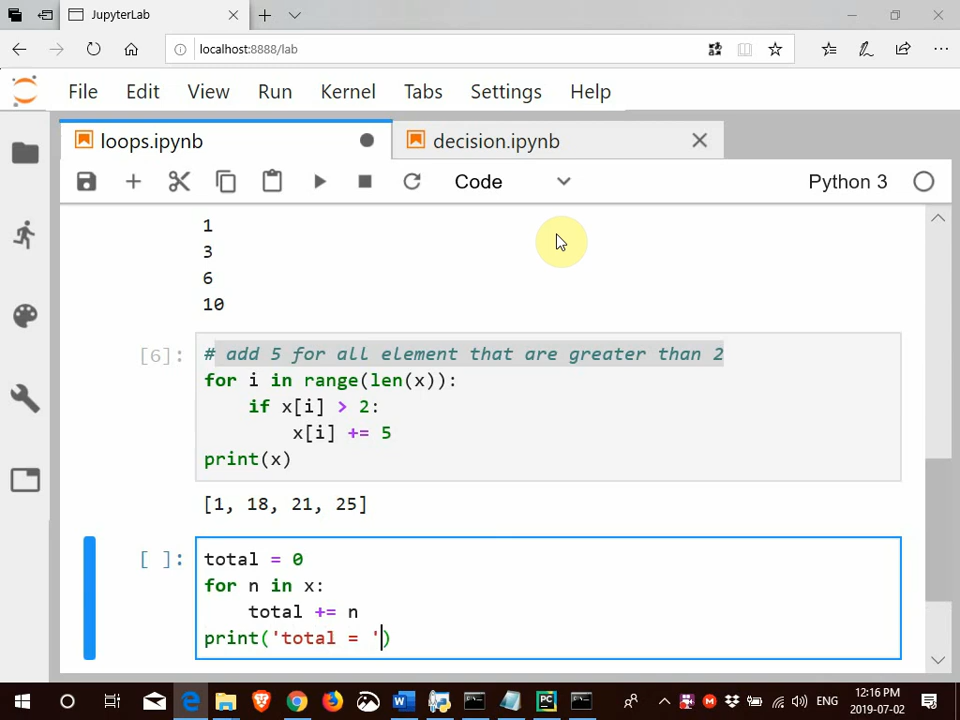 JupyterLab
localhost:8888/lab
File Edit View Run Kernel Tabs Settings Help
loops.ipynb decision.ipynb
Code Python 3
1
3
6
10
[6]: # add 5 for all element that are greater than 2
for i in range(len(x)):
    if x[i] > 2:
        x[i] += 5
print(x)
[1, 18, 21, 25]
[ ]: total = 0
for n in x:
    total += n
print('total = ')
ENG 12:16 PM
2019-07-02